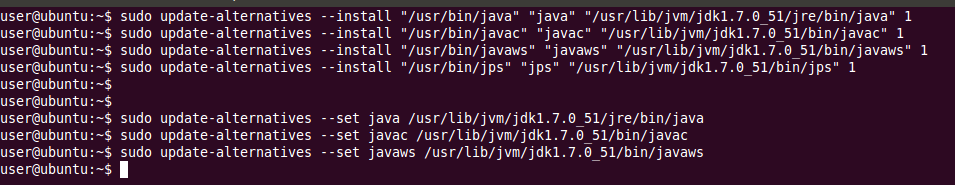 user@ubuntu:~$ sudo update-alternatives --install "/usr/bin/java" "java" "/usr/lib/jvm/jdk1.7.0_51/jre/bin/java" 1
user@ubuntu:~$ sudo update-alternatives --install "/usr/bin/javac" "javac" "/usr/lib/jvm/jdk1.7.0_51/bin/javac" 1
user@ubuntu:~$ sudo update-alternatives --install "/usr/bin/javaws" "javaws" "/usr/lib/jvm/jdk1.7.0_51/bin/javaws" 1
user@ubuntu:~$ sudo update-alternatives --install "/usr/bin/jps" "jps" "/usr/lib/jvm/jdk1.7.0_51/bin/jps" 1
user@ubuntu:~$
user@ubuntu:~$
user@ubuntu:~$ sudo update-alternatives --set java /usr/lib/jvm/jdk1.7.0_51/jre/bin/java
user@ubuntu:~$ sudo update-alternatives --set javac /usr/lib/jvm/jdk1.7.0_51/bin/javac
user@ubuntu:~$ sudo update-alternatives --set javaws /usr/lib/jvm/jdk1.7.0_51/bin/javaws
user@ubuntu:~$